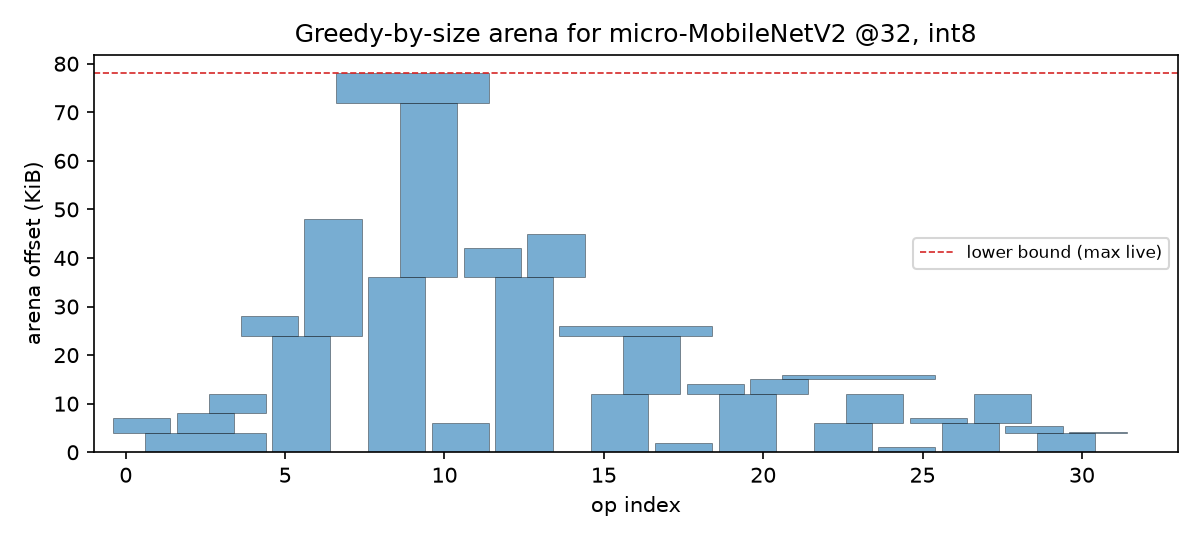 Greedy-by-size arena for micro-MobileNetV2 @32, int8
80
70
60
50
40
30
20
10
0
arena offset (KiB)
lower bound (max live)
0 5 10 15 20 25 30
op index